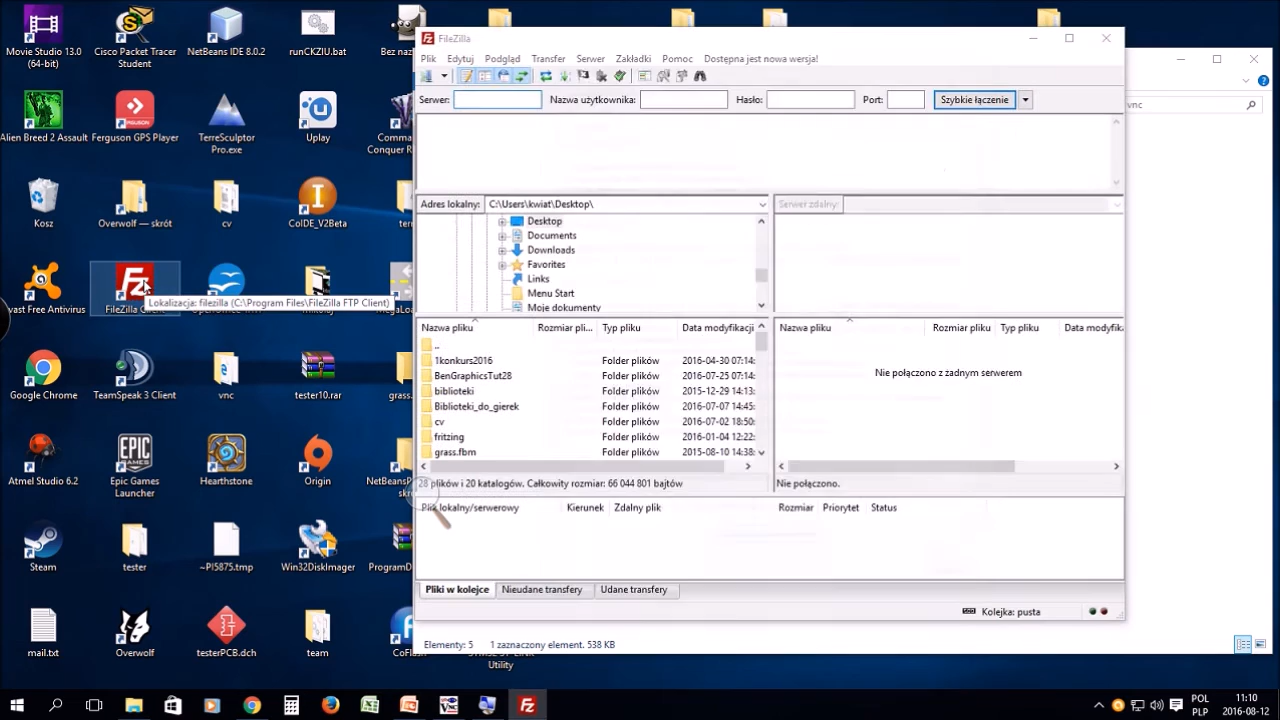 Movie Studio 13.0
(64-bit)
Cisco Packet Tracer
Student
NetBeans IDE 8.0.2
runCKZIU.bat
Alien Breed 2 Assault
Ferguson GPS Player
TerreSculptor
Pro.exe
Uplay
Kosz
Overwolf — skrót
cv
CoIDE_V2Beta
FileZilla Client
Lokalizacja: filezilla (C:\Program Files\FileZilla FTP Client)
Google Chrome
TeamSpeak 3 Client
vnc
tester10.rar
Atmel Studio 6.2
Epic Games
Launcher
Hearthstone
Origin
Steam
tester
~PI5875.tmp
Win32DiskImager
mail.txt
Overwolf
testerPCB.dch
team
Utility
FileZilla
Plik Edytuj Podgląd Transfer Serwer Zakładki Pomoc Dostępna jest nowa wersja!
Serwer: Nazwa użytkownika: Hasło: Port: Szybkie łączenie
vnc
Adres lokalny: C:\Users\kwiat\Desktop\
Serwer zdalny:
Desktop
Documents
Downloads
Favorites
Links
Menu Start
Moje dokumenty
Nazwa pliku Rozmiar pli... Typ pliku Data modyfikacji
..
1konkurs2016 Folder plików 2016-04-30 07:14:
BenGraphicsTut28 Folder plików 2016-07-25 07:14:
biblioteki Folder plików 2015-12-29 14:13:
Biblioteki_do_gierek Folder plików 2016-07-07 14:45:
cv Folder plików 2016-07-02 18:50:
fritzing Folder plików 2016-01-04 12:22:
grass.fbm Folder plików 2015-08-10 14:38:
28 plików i 20 katalogów. Całkowity rozmiar: 66 044 801 bajtów
Nazwa pliku Rozmiar pliku Typ pliku Data modyfi
Nie połączono z żadnym serwerem
Nie połączono.
Plik lokalny/serwerowy Kierunek Zdalny plik Rozmiar Priorytet Status
Pliki w kolejce Nieudane transfery Udane transfery
Kolejka: pusta
Elementy: 5 1 zaznaczony element. 538 KB
POL
PLP
11:10
2016-08-12